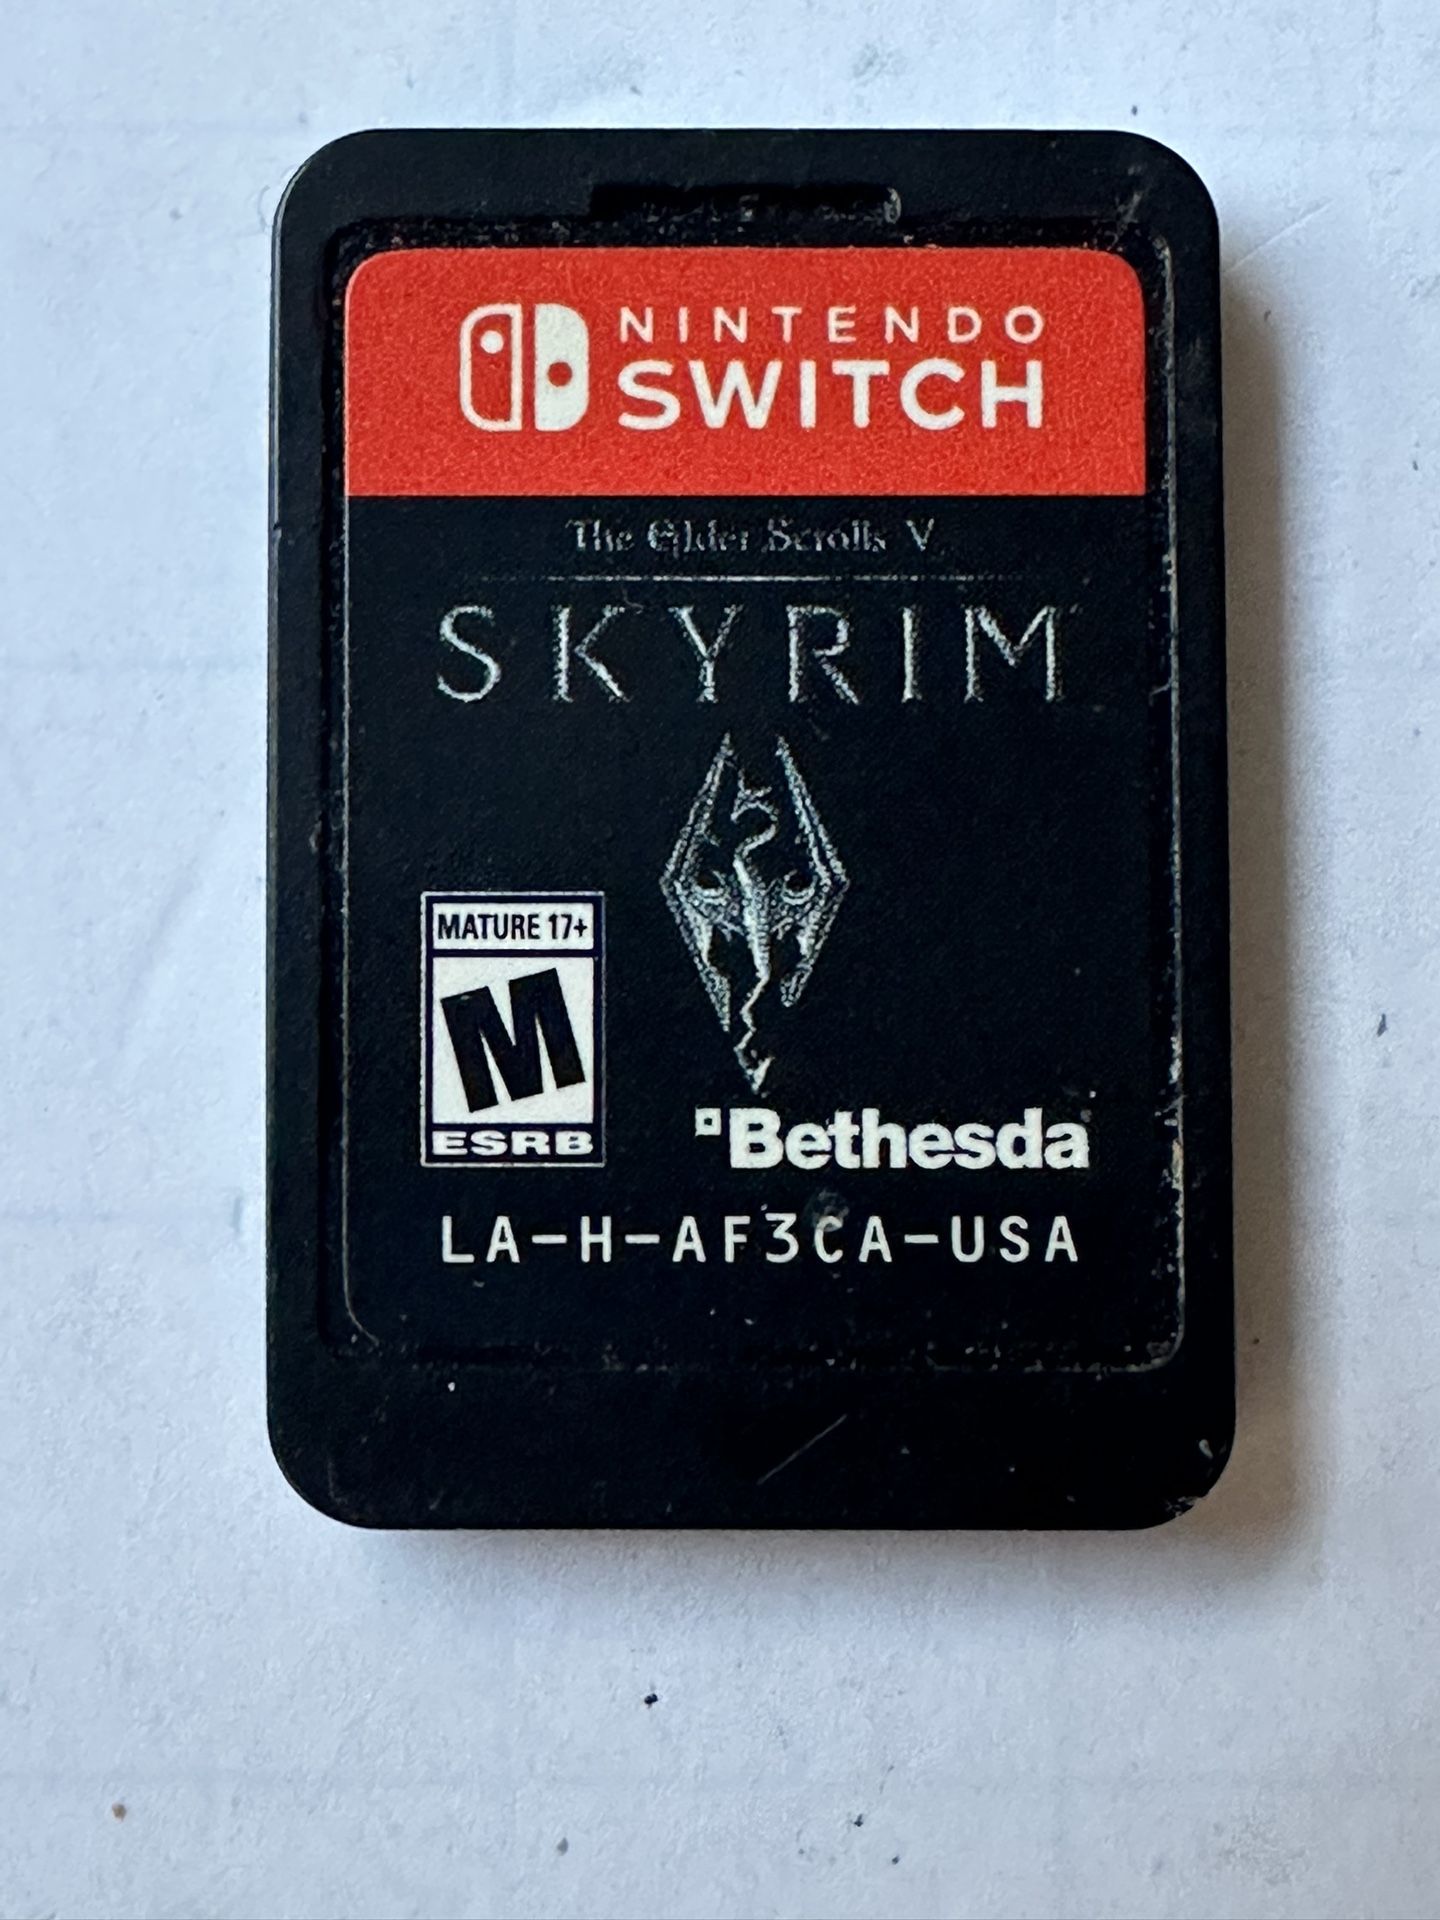 NINTENDO
SWITCH
The Elder Scrolls V
SKYRIM
MATURE 17+
M
ESRB
Bethesda
LA-H-AF3CA-USA